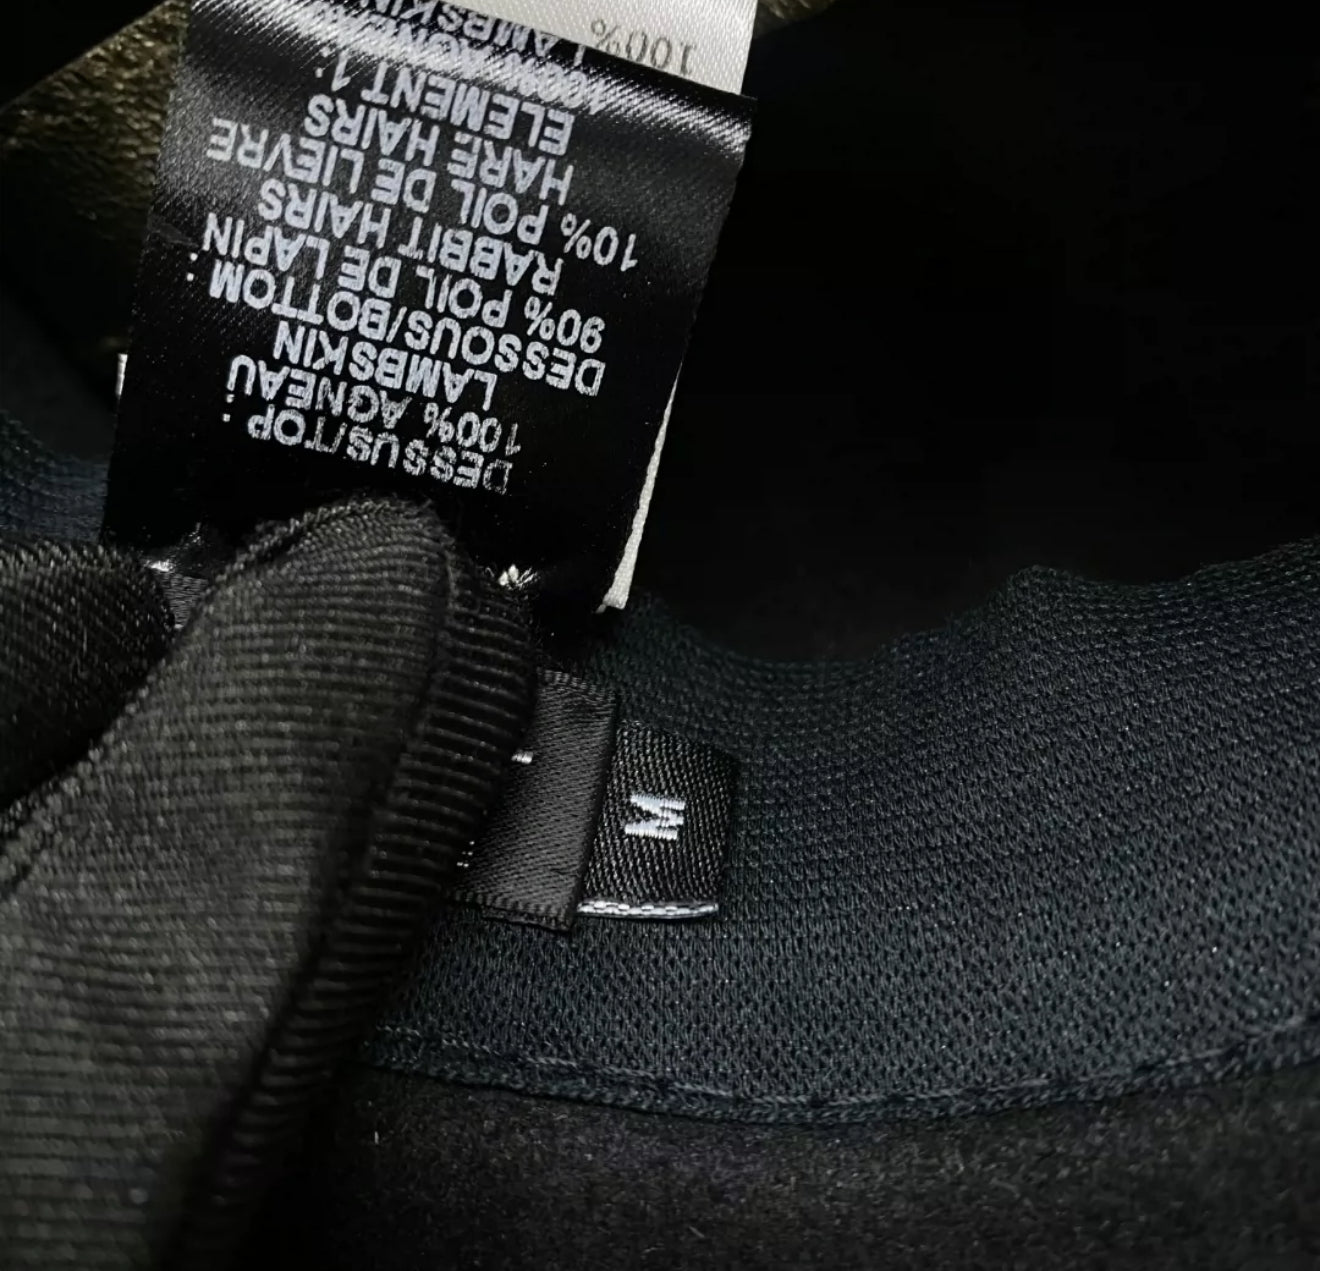 DESSUS/TOP :
100% AGNEAU
LAMBSKIN
DESSOUS/BOTTOM :
90% POIL DE LAPIN
RABBIT HAIRS
10% POIL DE LIEVRE
HARE HAIRS
ELEMENT 1:
LAMBSKIN
100%
M